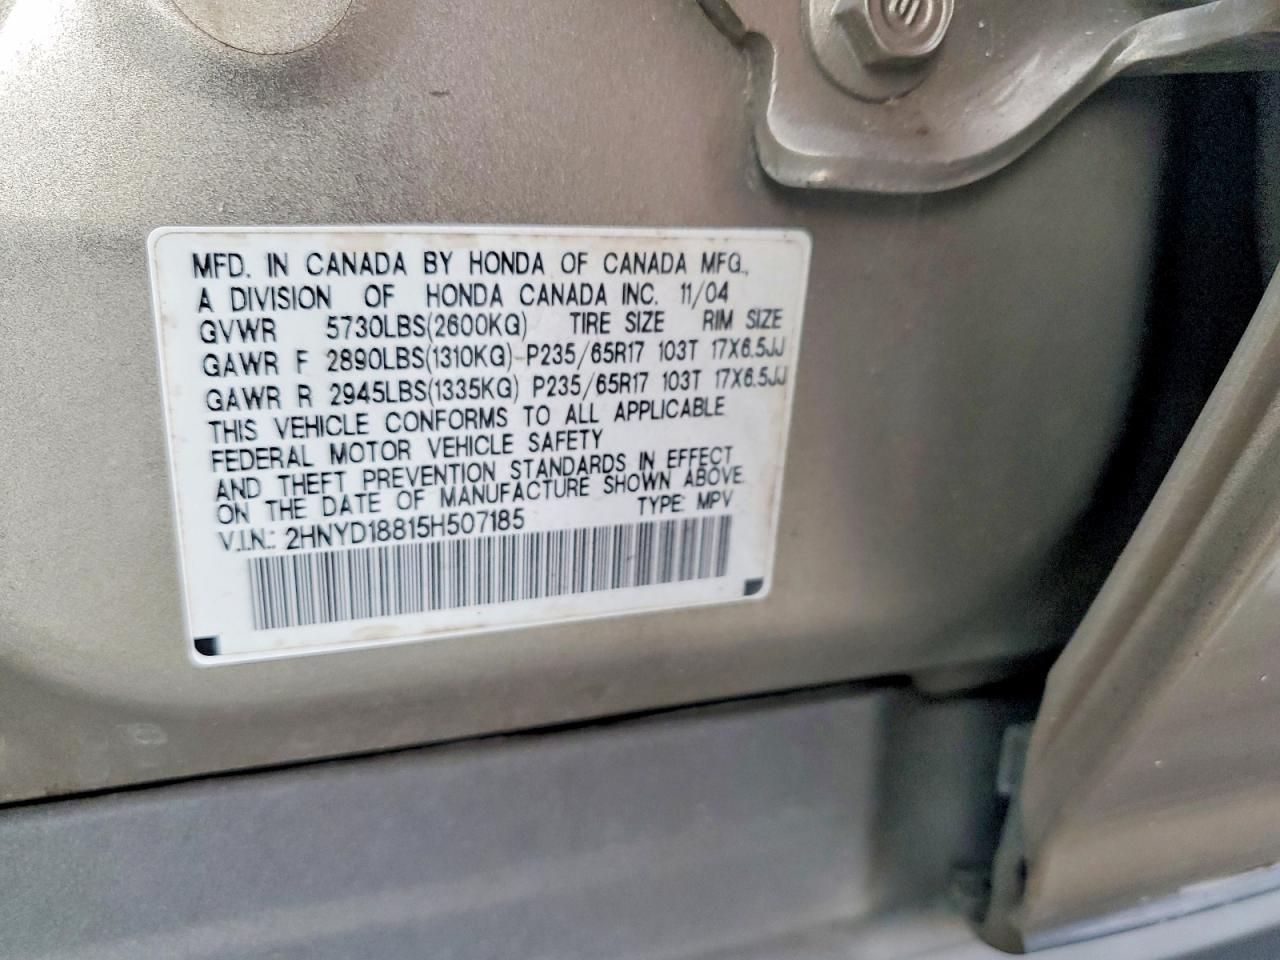 MFD. IN CANADA BY HONDA OF CANADA MFG.,
A DIVISION OF HONDA CANADA INC. 11/04
GVWR 5730LBS(2600KG) TIRE SIZE RIM SIZE
GAWR F 2890LBS(1310KG) P235/65R17 103T 17X6.5JJ
GAWR R 2945LBS(1335KG) P235/65R17 103T 17X6.5JJ
THIS VEHICLE CONFORMS TO ALL APPLICABLE
FEDERAL MOTOR VEHICLE SAFETY
AND THEFT PREVENTION STANDARDS IN EFFECT
ON THE DATE OF MANUFACTURE SHOWN ABOVE.
V.I.N.: 2HNYD18815H507185 TYPE: MPV